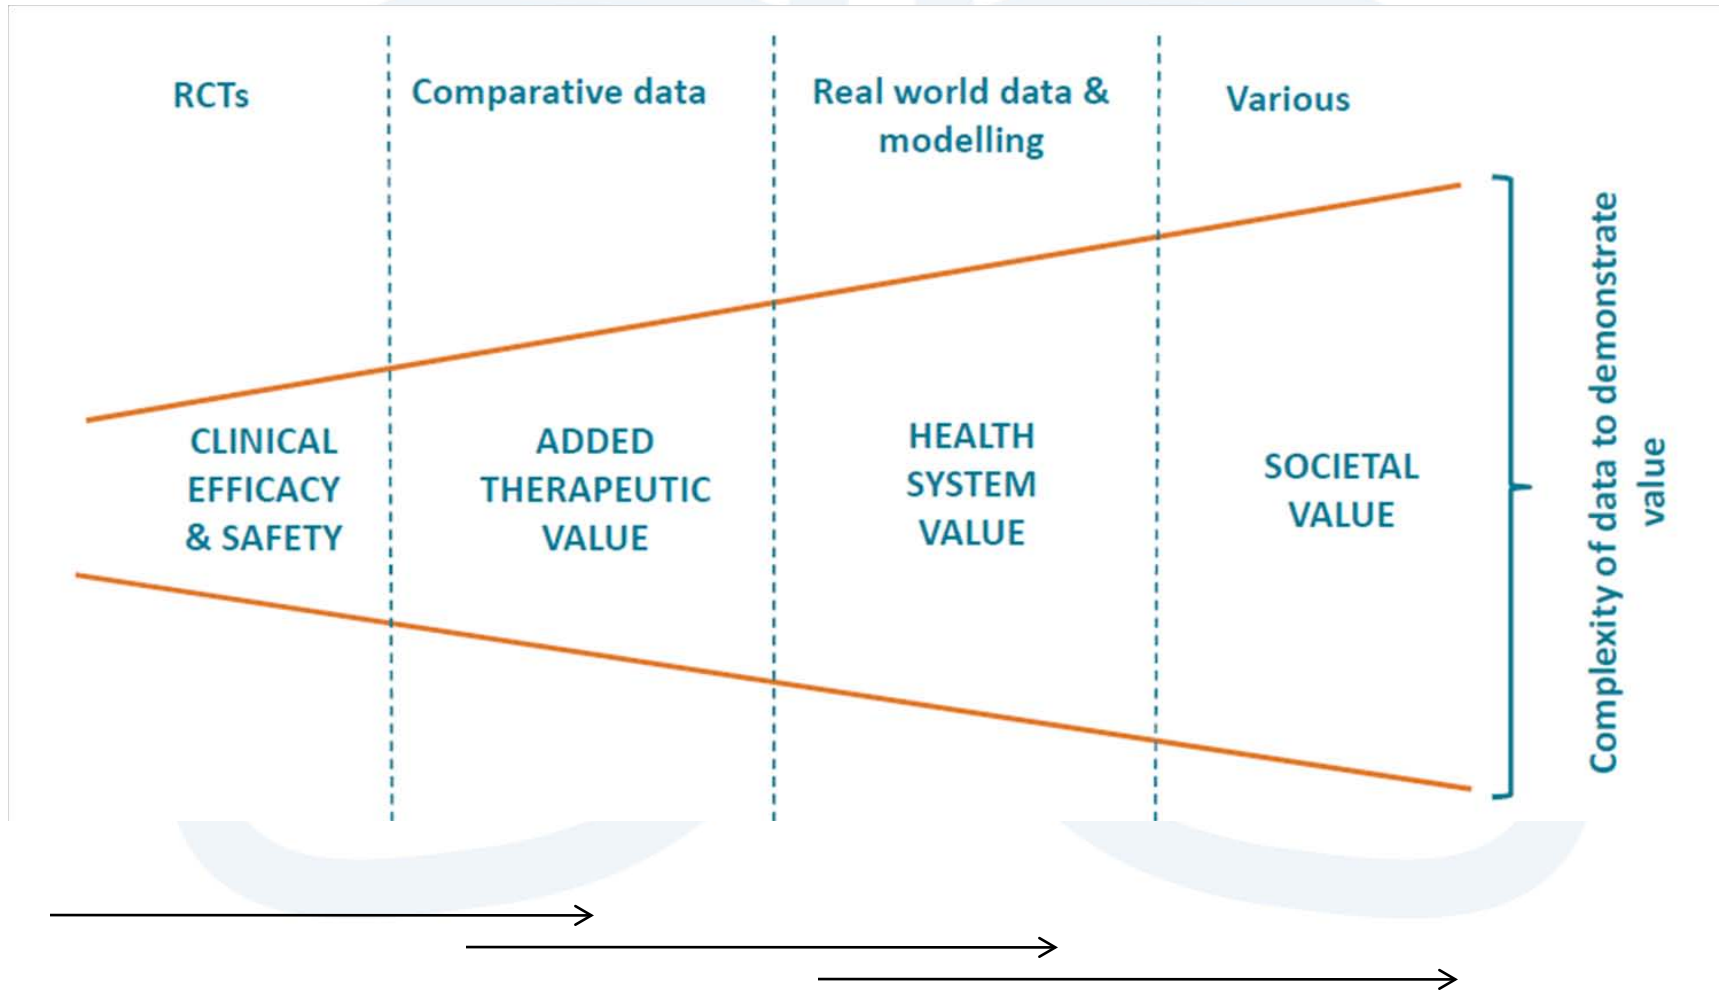 RCTs
Comparative data
Real world data &
modelling
Various
CLINICAL
EFFICACY
& SAFETY
ADDED
THERAPEUTIC
VALUE
HEALTH
SYSTEM
VALUE
SOCIETAL
VALUE
Complexity of data to demonstrate
value